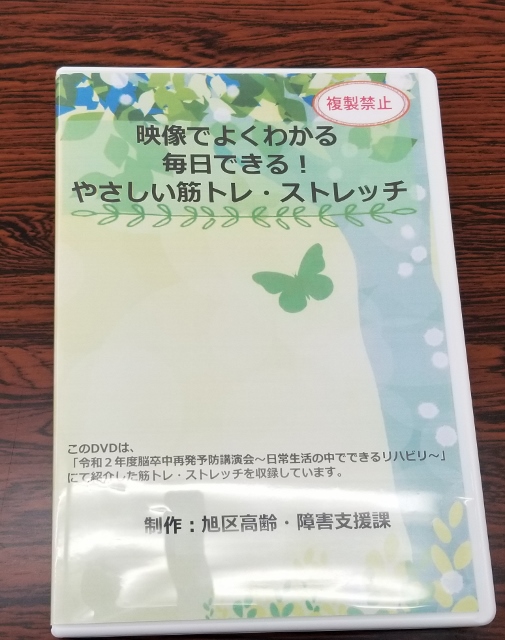 複製禁止
映像でよくわかる
毎日できる！
やさしい筋トレ・ストレッチ
このDVDは、
「令和２年度脳卒中再発予防講演会～日常生活の中でできるリハビリ～」
にて紹介した筋トレ・ストレッチを収録しています。
制作：旭区高齢・障害支援課